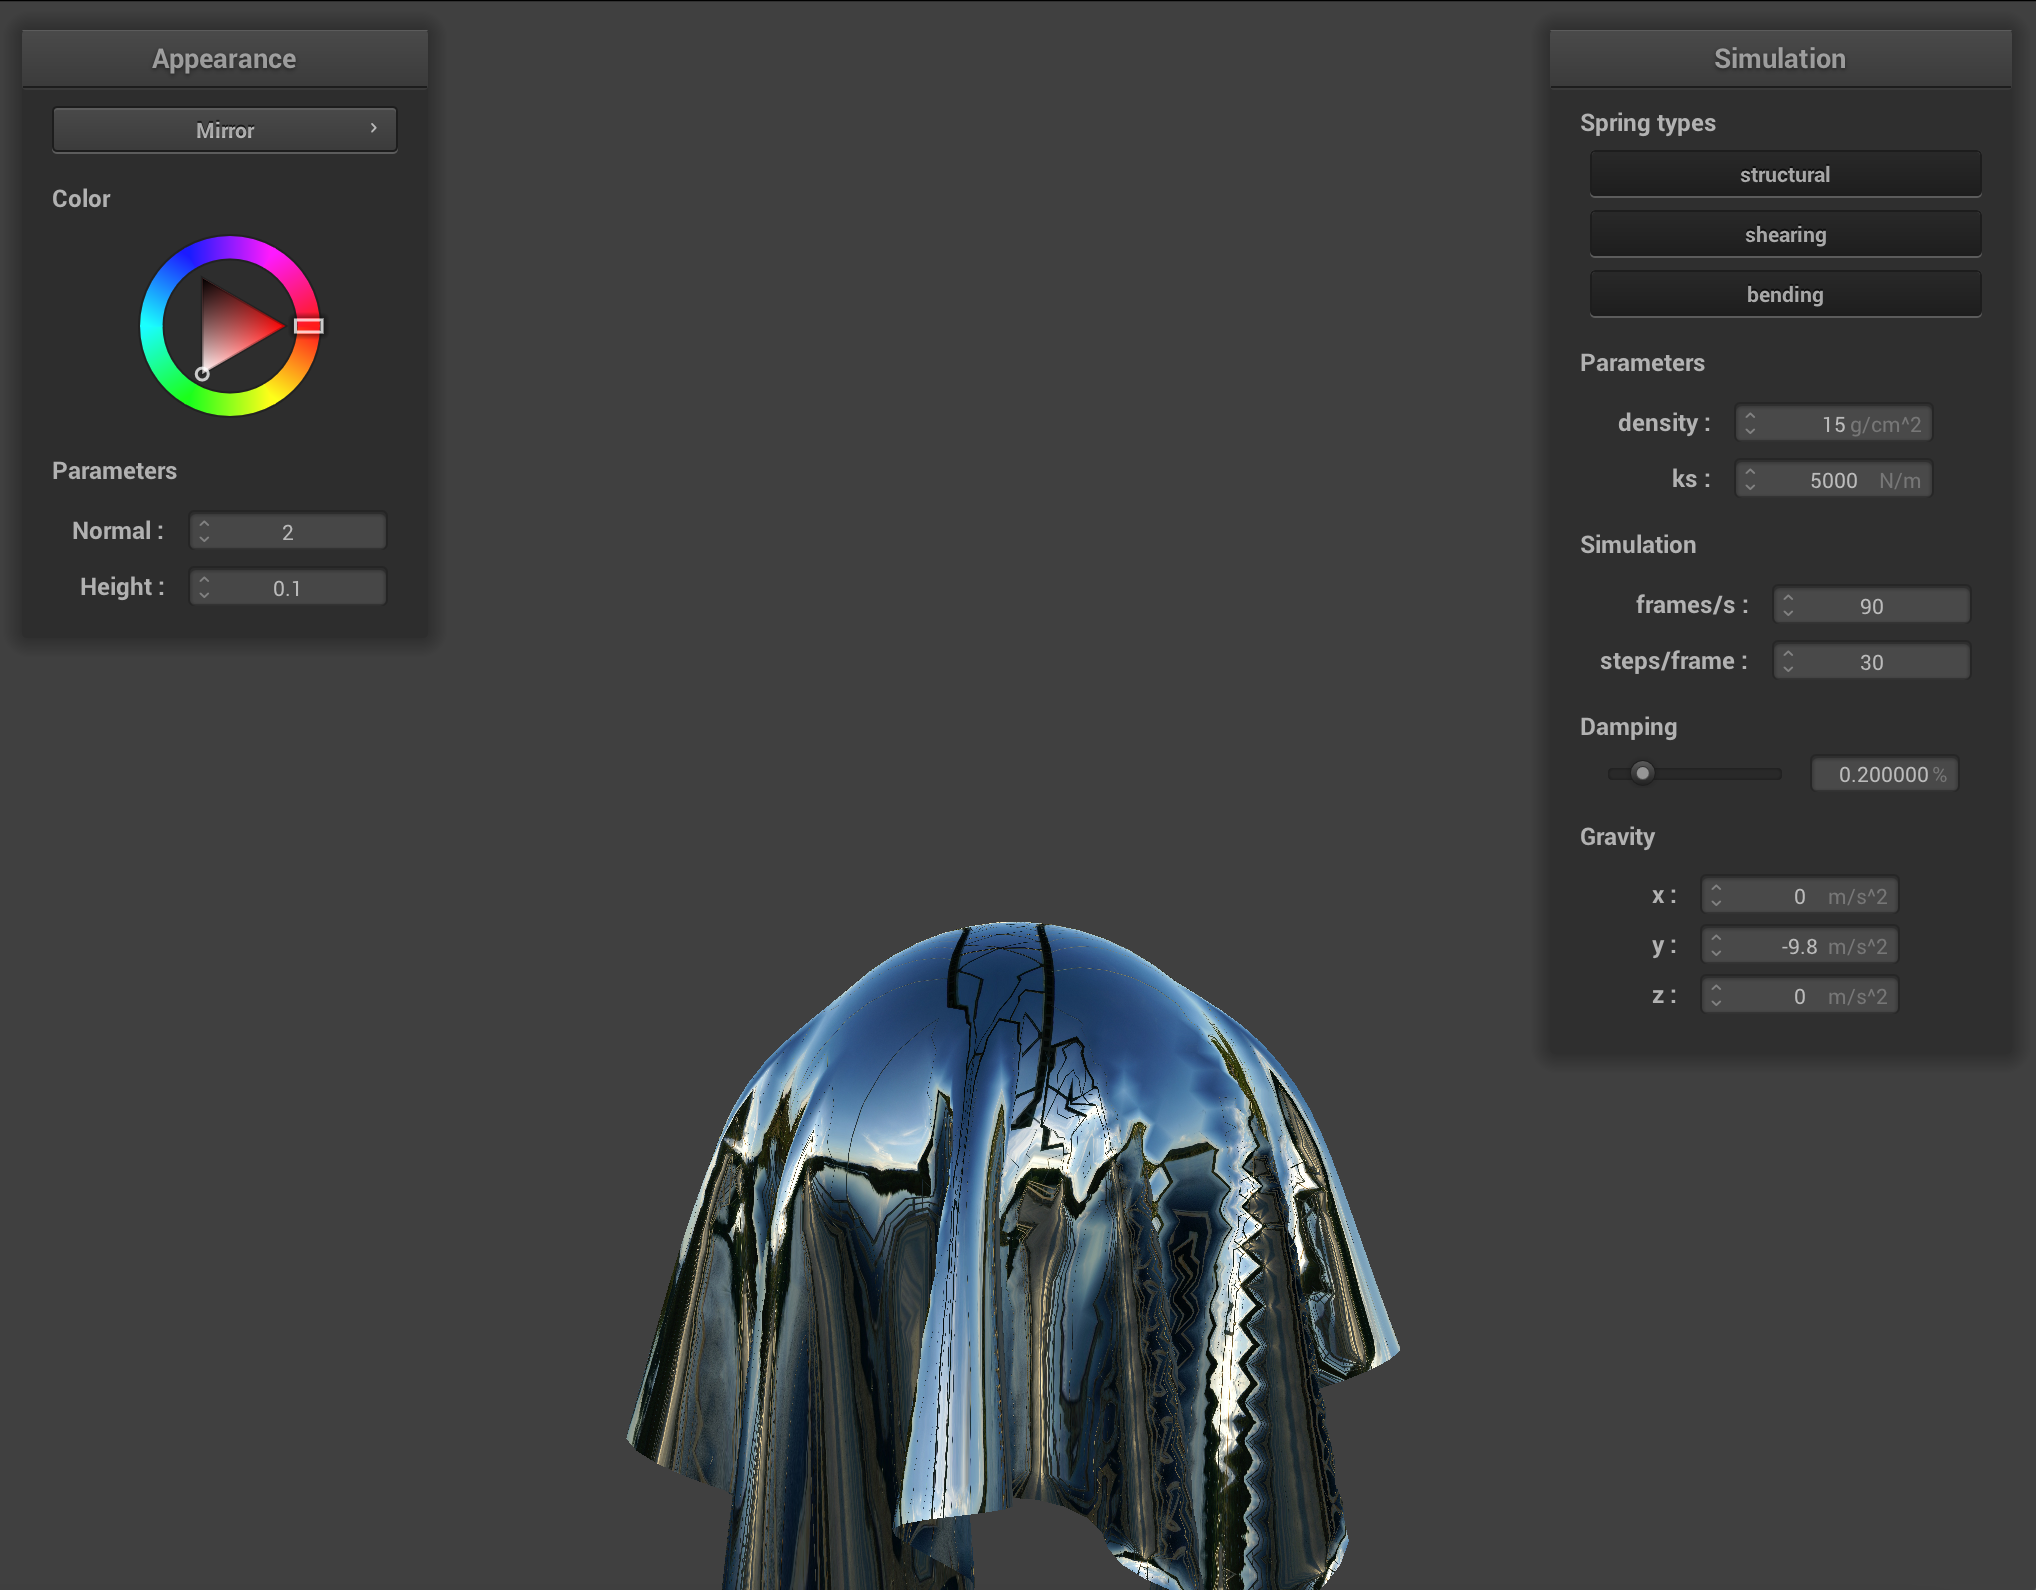 Appearance
Mirror
Color
Parameters
Normal : 2
Height : 0.1
Simulation
Spring types
structural
shearing
bending
Parameters
density : 15 g/cm^2
ks : 5000 N/m
Simulation
frames/s : 90
steps/frame : 30
Damping
0.200000 %
Gravity
x : 0 m/s^2
y : -9.8 m/s^2
z : 0 m/s^2